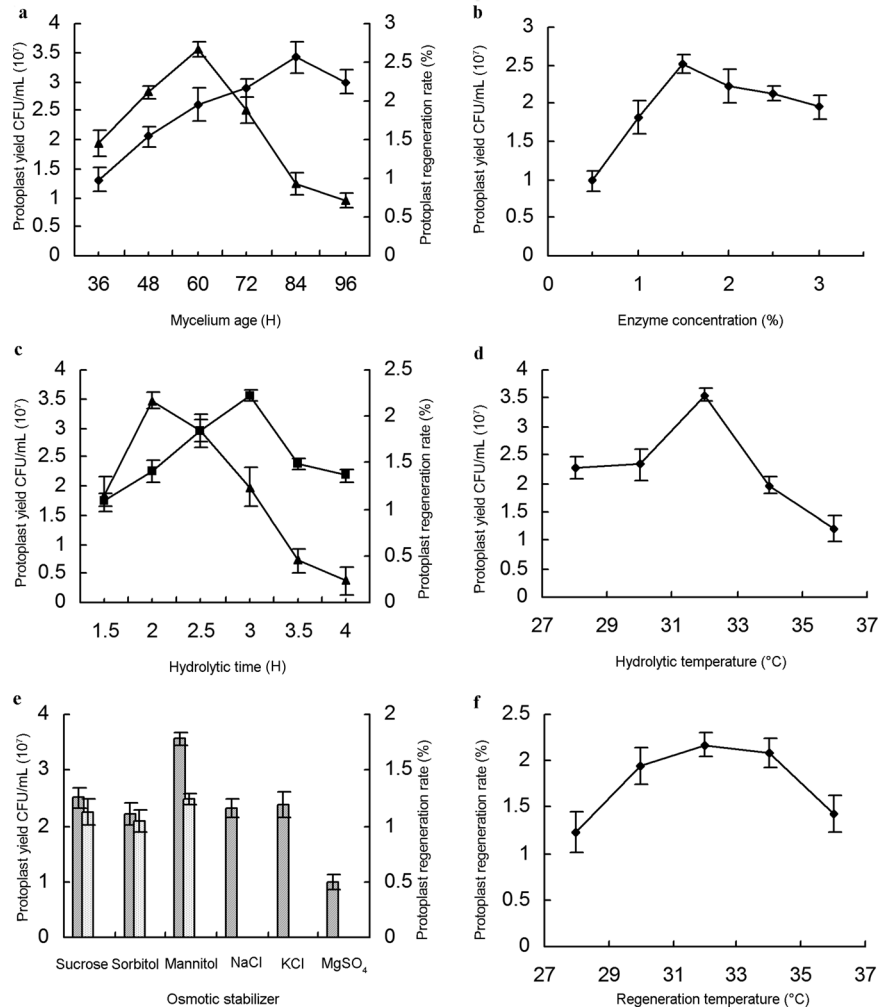 a
Protoplast yield CFU/mL (10⁷)
4
3.5
3
2.5
2
1.5
1
0.5
0
36 48 60 72 84 96
Mycelium age (H)
3
2.5
2
1.5
1
0.5
0
Protoplast regeneration rate (%)
b
Protoplast yield CFU/mL (10⁷)
3
2.5
2
1.5
1
0.5
0
0 1 2 3
Enzyme concentration (%)
c
Protoplast yield CFU/mL (10⁷)
4
3.5
3
2.5
2
1.5
1
0.5
0
1.5 2 2.5 3 3.5 4
Hydrolytic time (H)
2.5
2
1.5
1
0.5
0
Protoplast regeneration rate (%)
d
Protoplast yield CFU/mL (10⁷)
4
3.5
3
2.5
2
1.5
1
0.5
0
27 29 31 33 35 37
Hydrolytic temperature (°C)
e
Protoplast yield CFU/mL (10⁷)
4
3
2
1
0
Sucrose Sorbitol Mannitol NaCl KCl MgSO₄
Osmotic stabilizer
2
1.5
1
0.5
0
Protoplast regeneration rate (%)
f
Protoplast regeneration rate (%)
2.5
2
1.5
1
0.5
0
27 29 31 33 35 37
Regeneration temperature (°C)